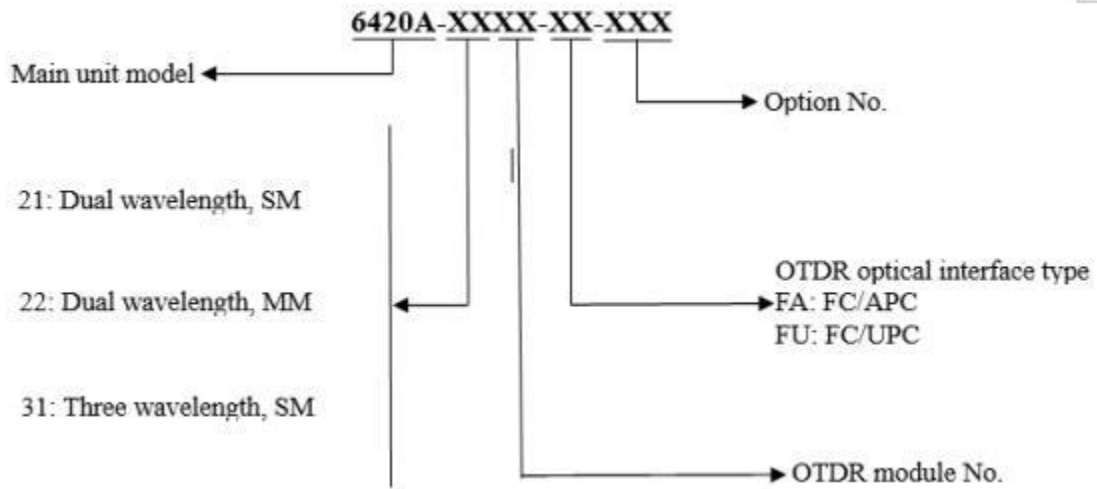 6420A-XXXX-XX-XXX
Main unit model
Option No.
21: Dual wavelength, SM
22: Dual wavelength, MM
OTDR optical interface type
FA: FC/APC
FU: FC/UPC
31: Three wavelength, SM
OTDR module No.